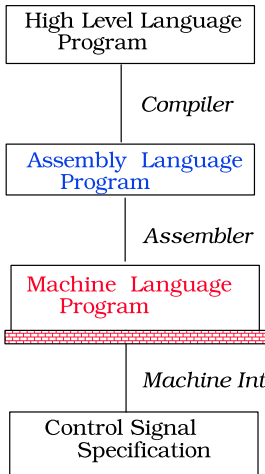 High Level Language
Program
Compiler
Assembly Language
Program
Assembler
Machine Language
Program
Machine Int
Control Signal
Specification